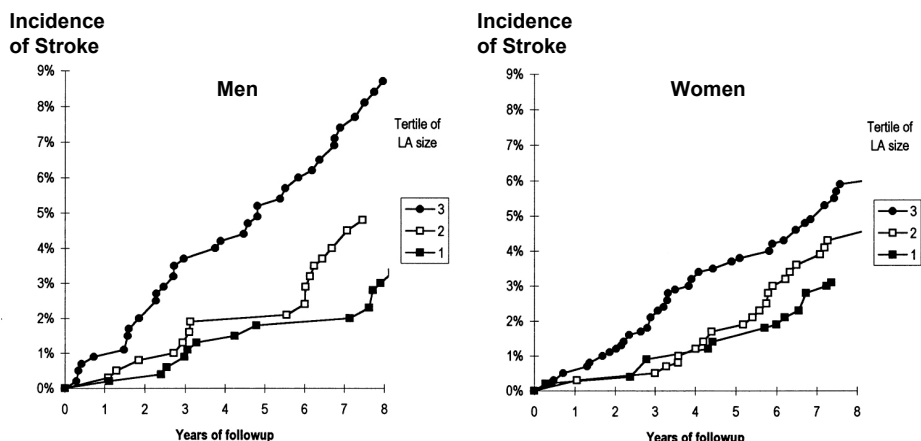 Incidence
of Stroke
Men
9%
8%
7%
6%
5%
4%
3%
2%
1%
0%
0 1 2 3 4 5 6 7 8
Years of followup
Tertile of
LA size
3
2
1
Incidence
of Stroke
Women
9%
8%
7%
6%
5%
4%
3%
2%
1%
0%
0 1 2 3 4 5 6 7 8
Years of followup
Tertile of
LA size
3
2
1